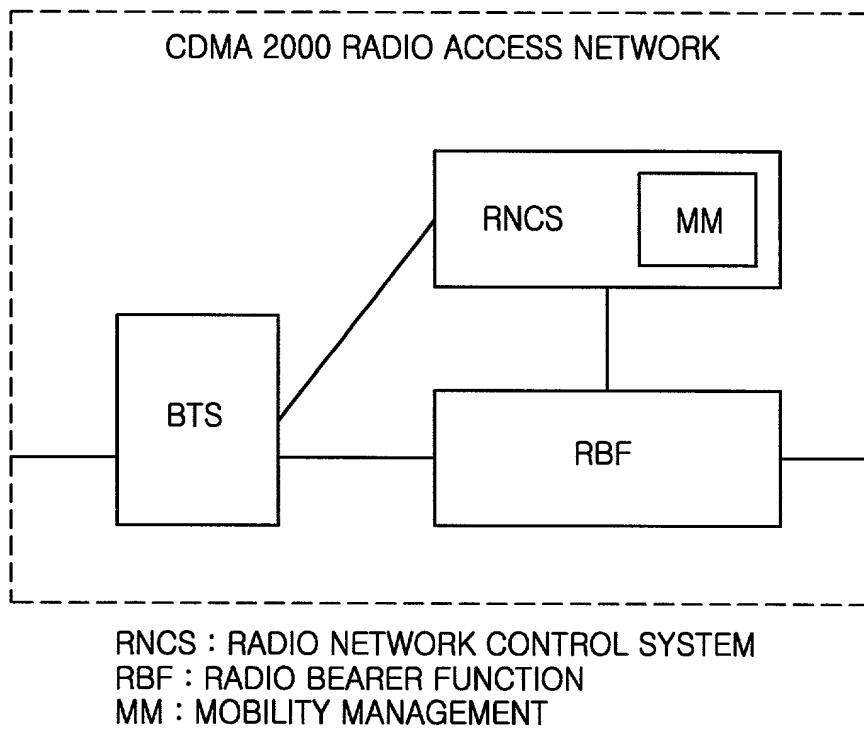 CDMA 2000 RADIO ACCESS NETWORK
RNCS
MM
BTS
RBF
RNCS : RADIO NETWORK CONTROL SYSTEM
RBF : RADIO BEARER FUNCTION
MM : MOBILITY MANAGEMENT